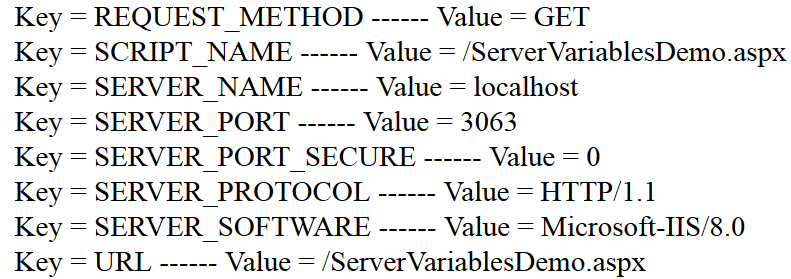 Key = REQUEST_METHOD ------ Value = GET
Key = SCRIPT_NAME ------ Value = /ServerVariablesDemo.aspx
Key = SERVER_NAME ------ Value = localhost
Key = SERVER_PORT ------ Value = 3063
Key = SERVER_PORT_SECURE ------ Value = 0
Key = SERVER_PROTOCOL ------ Value = HTTP/1.1
Key = SERVER_SOFTWARE ------ Value = Microsoft-IIS/8.0
Key = URL ------ Value = /ServerVariablesDemo.aspx